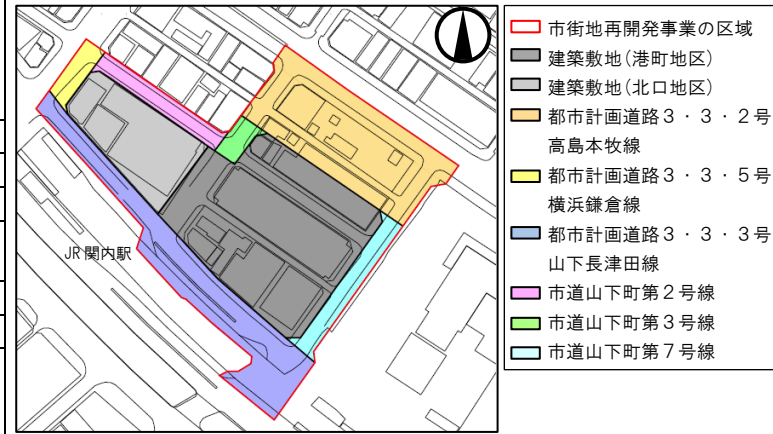 JR関内駅
市街地再開発事業の区域
建築敷地(港町地区)
建築敷地(北口地区)
都市計画道路３・３・２号
高島本牧線
都市計画道路３・３・５号
横浜鎌倉線
都市計画道路３・３・３号
山下長津田線
市道山下町第２号線
市道山下町第３号線
市道山下町第７号線